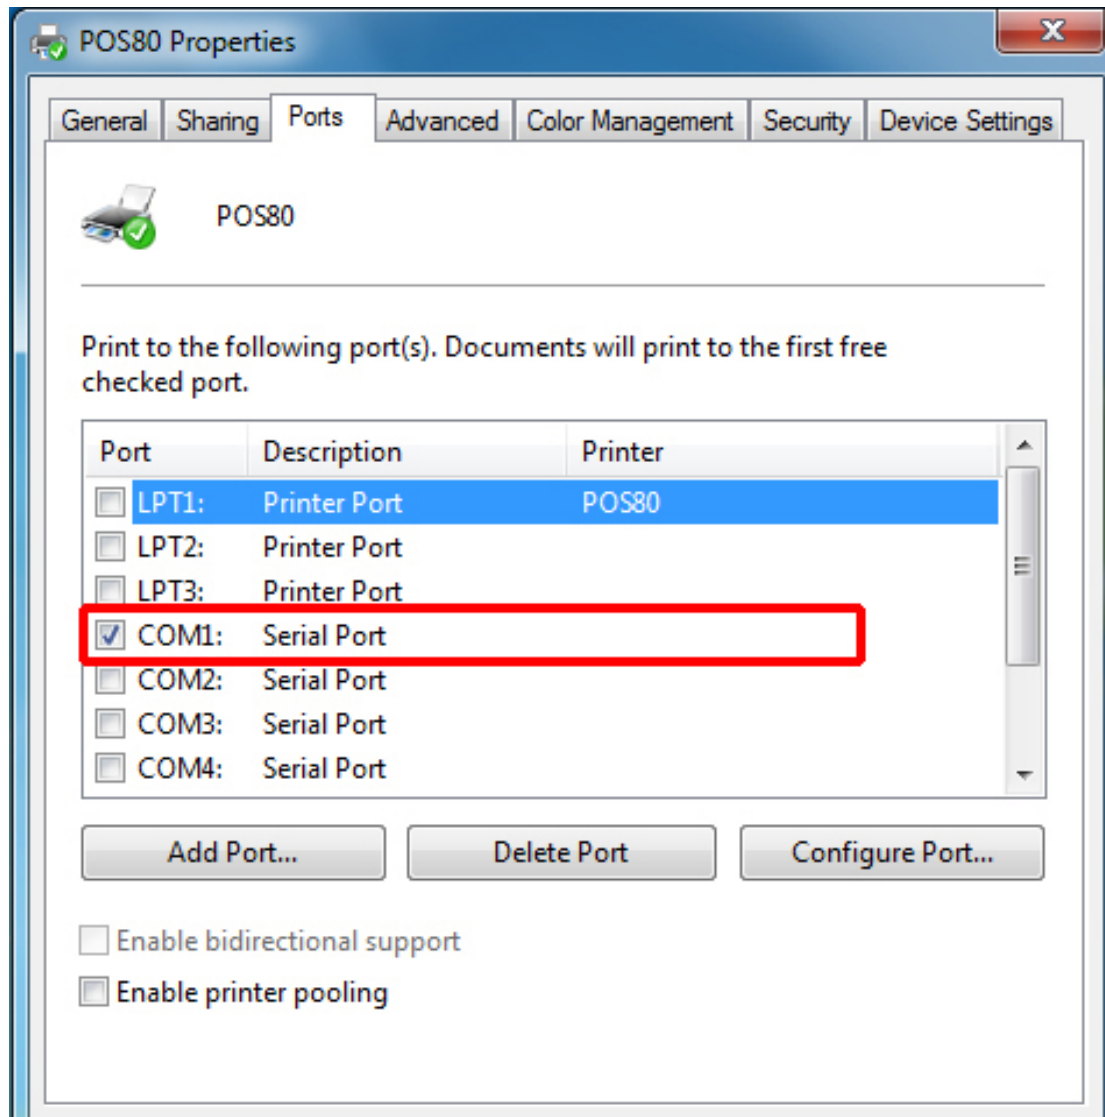 POS80 Properties
General Sharing Ports Advanced Color Management Security Device Settings
POS80
Print to the following port(s). Documents will print to the first free
checked port.
Port Description Printer
LPT1: Printer Port POS80
LPT2: Printer Port
LPT3: Printer Port
COM1: Serial Port
COM2: Serial Port
COM3: Serial Port
COM4: Serial Port
Add Port... Delete Port Configure Port...
Enable bidirectional support
Enable printer pooling